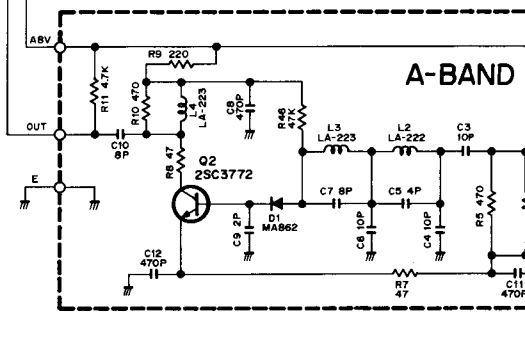 A8V
R9 220
A-BAND
R11 4.7K
R10 470
L4
LA-223
C8
470P
R46
47K
OUT
C10
8P
L3
LA-223
L2
LA-222
C3
10P
R8 47
Q2
2SC3772
E
C7 8P
C5 4P
R5 470
D1
MA862
C9 2P
C6 10P
C4 10P
C12
470P
R7
47
C11
470P